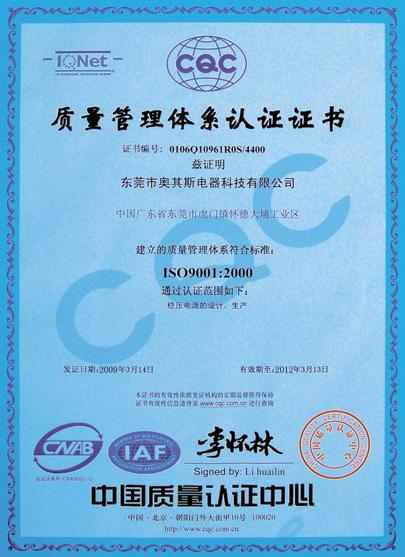 IQNet
THE INTERNATIONAL CERTIFICATION NETWORK
CQC
质量管理体系认证证书
证书编号: 0106Q10961R0S/4400
兹证明
东莞市奥其斯电器科技有限公司
中国广东省东莞市虎门镇怀德大埔工业区
建立的质量管理体系符合标准:
ISO9001:2000
通过认证范围如下:
稳压电源的设计、生产
发证日期:2009年3月14日 有效期至:2012年3月13日
本证书的有效性依据发证机构的定期监督获得保持
证书有效性信息请登录 www.cqc.com.cn 进行查询
CQC
CNAB
IAF
MEMBER OF MULTILATERAL
RECOGNITION ARRANGEMENT
李怀林
Signed by: Li huailin
CHINA QUALITY CERTIFICATION CENTRE
中国质量认证中心
中国质量认证中心
中国·北京·朝阳门外大街甲10号 100020
http://www.cqc.com.cn